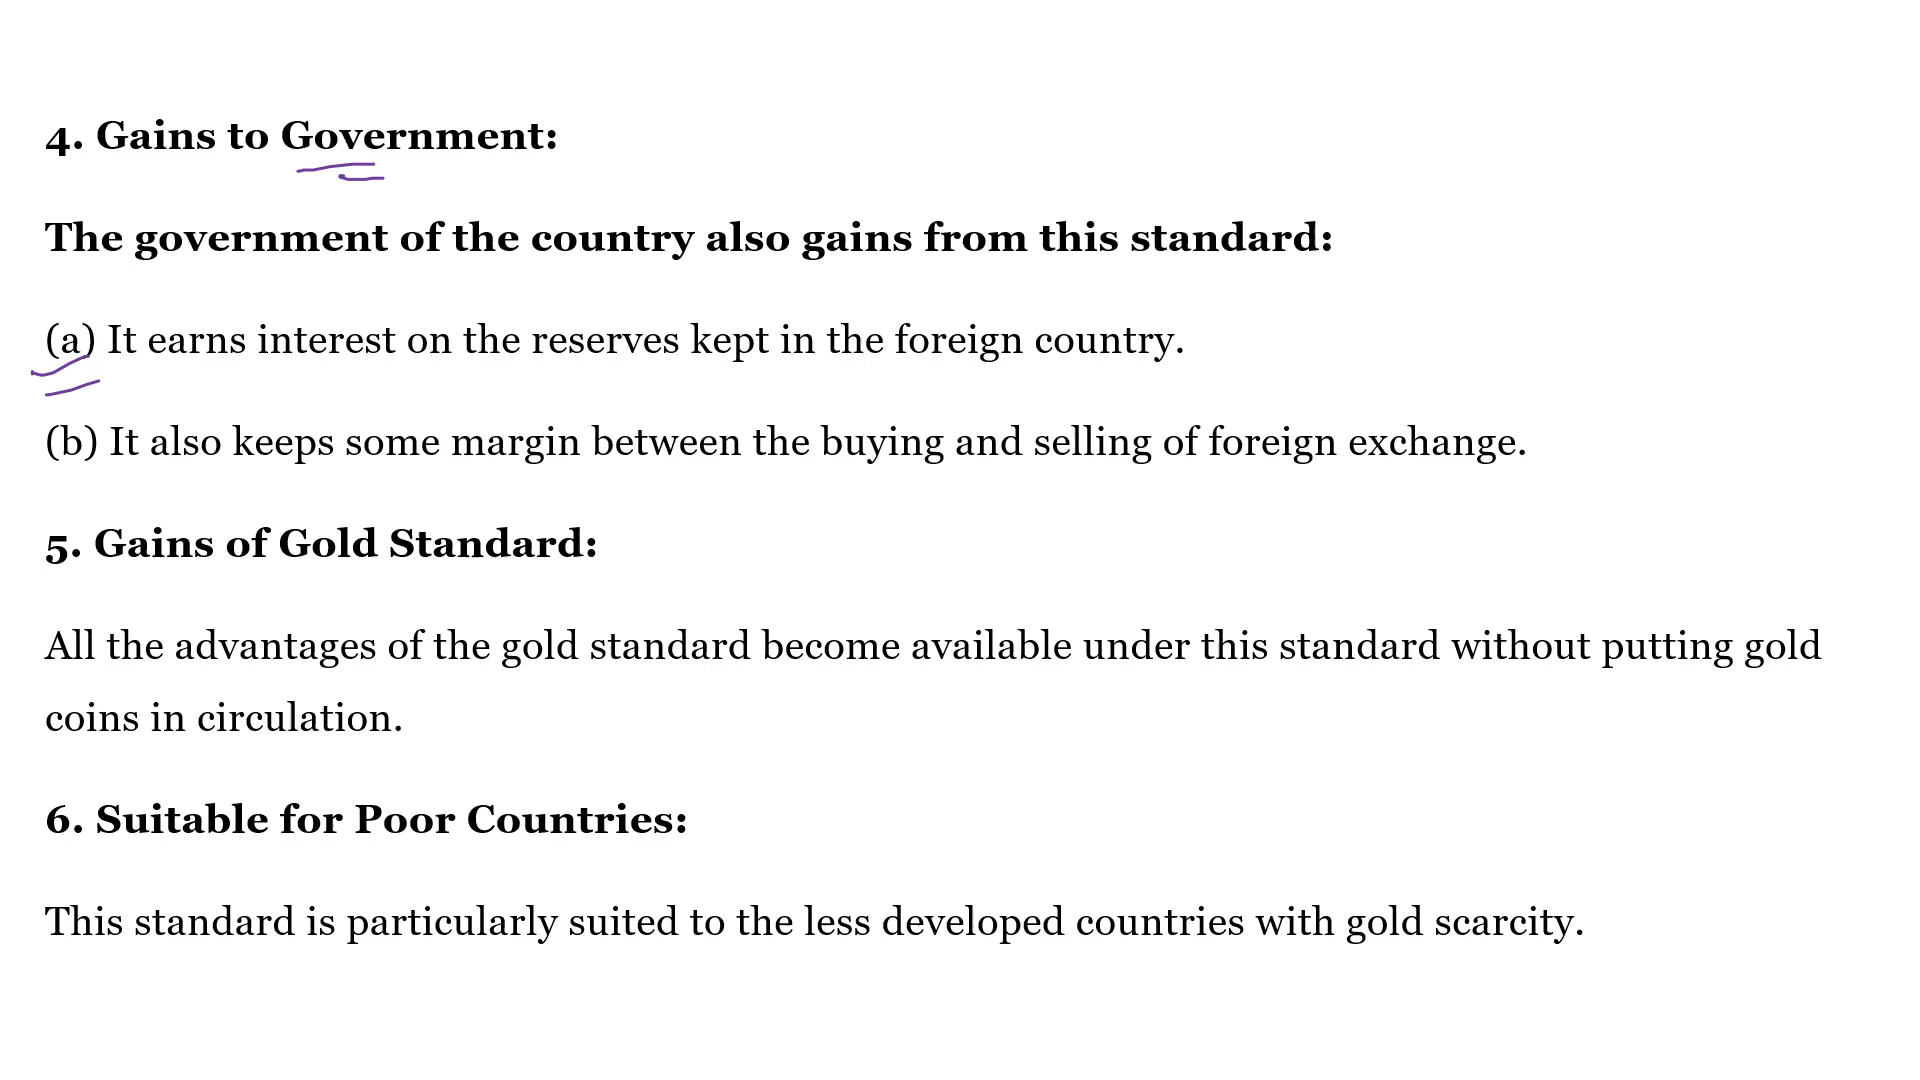 4. Gains to Government:
The government of the country also gains from this standard:
(a) It earns interest on the reserves kept in the foreign country.
(b) It also keeps some margin between the buying and selling of foreign exchange.
5. Gains of Gold Standard:
All the advantages of the gold standard become available under this standard without putting gold
coins in circulation.
6. Suitable for Poor Countries:
This standard is particularly suited to the less developed countries with gold scarcity.